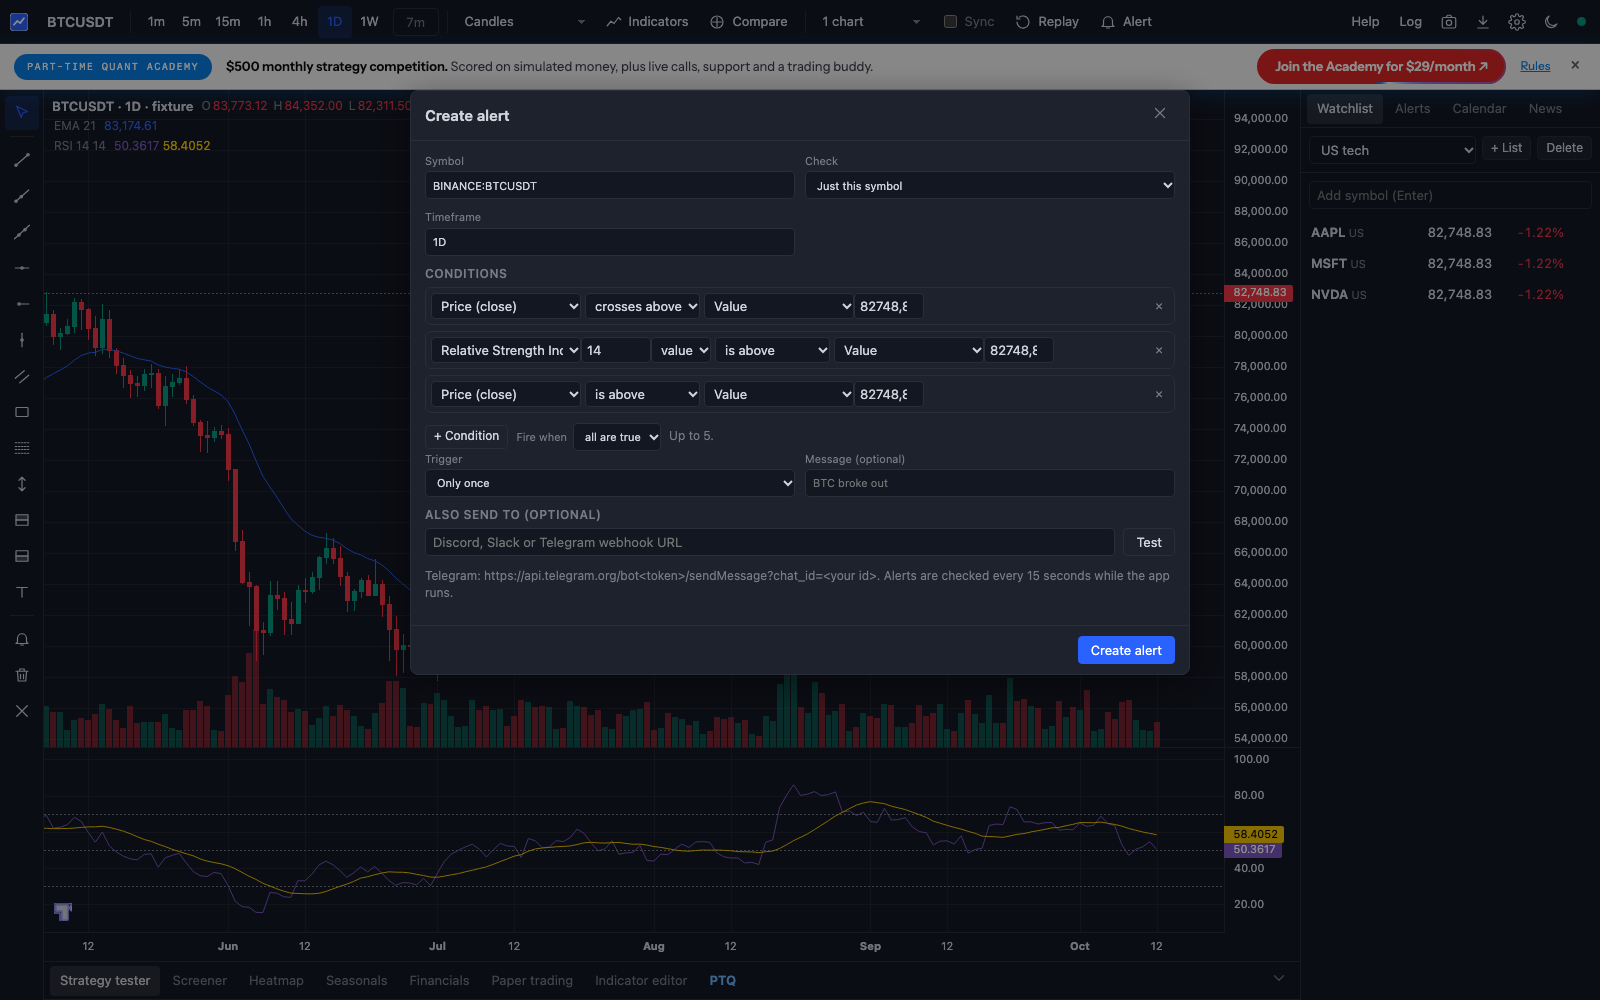 BTCUSDT 1m 5m 15m 1h 4h 1D 1W 7m Candles Indicators Compare 1 chart Sync Replay Alert Help Log
PART-TIME QUANT ACADEMY $500 monthly strategy competition. Scored on simulated money, plus live calls, support and a trading buddy. Join the Academy for $29/month ↗ Rules ×
BTCUSDT · 1D · fixture O 83,773.12 H 84,352.00 L 82,311.50
EMA 21 83,174.61
RSI 14 14 50.3617 58.4052
Create alert
Symbol Check
BINANCE:BTCUSDT Just this symbol
Timeframe
1D
CONDITIONS
Price (close) crosses above Value 82748,8
Relative Strength Inc 14 value is above Value 82748,8
Price (close) is above Value 82748,8
+ Condition Fire when all are true Up to 5.
Trigger Message (optional)
Only once BTC broke out
ALSO SEND TO (OPTIONAL)
Discord, Slack or Telegram webhook URL Test
Telegram: https://api.telegram.org/bot<token>/sendMessage?chat_id=<your id>. Alerts are checked every 15 seconds while the app
runs.
Create alert
94,000.00
92,000.00
90,000.00
88,000.00
86,000.00
84,000.00
82,748.83
82,000.00
80,000.00
78,000.00
76,000.00
74,000.00
72,000.00
70,000.00
68,000.00
66,000.00
64,000.00
62,000.00
60,000.00
58,000.00
56,000.00
54,000.00
100.00
80.00
58.4052
50.3617
40.00
20.00
Watchlist Alerts Calendar News
US tech + List Delete
Add symbol (Enter)
AAPL US 82,748.83 -1.22%
MSFT US 82,748.83 -1.22%
NVDA US 82,748.83 -1.22%
12 Jun 12 Jul 12 Aug 12 Sep 12 Oct 12
Strategy tester Screener Heatmap Seasonals Financials Paper trading Indicator editor PTQ